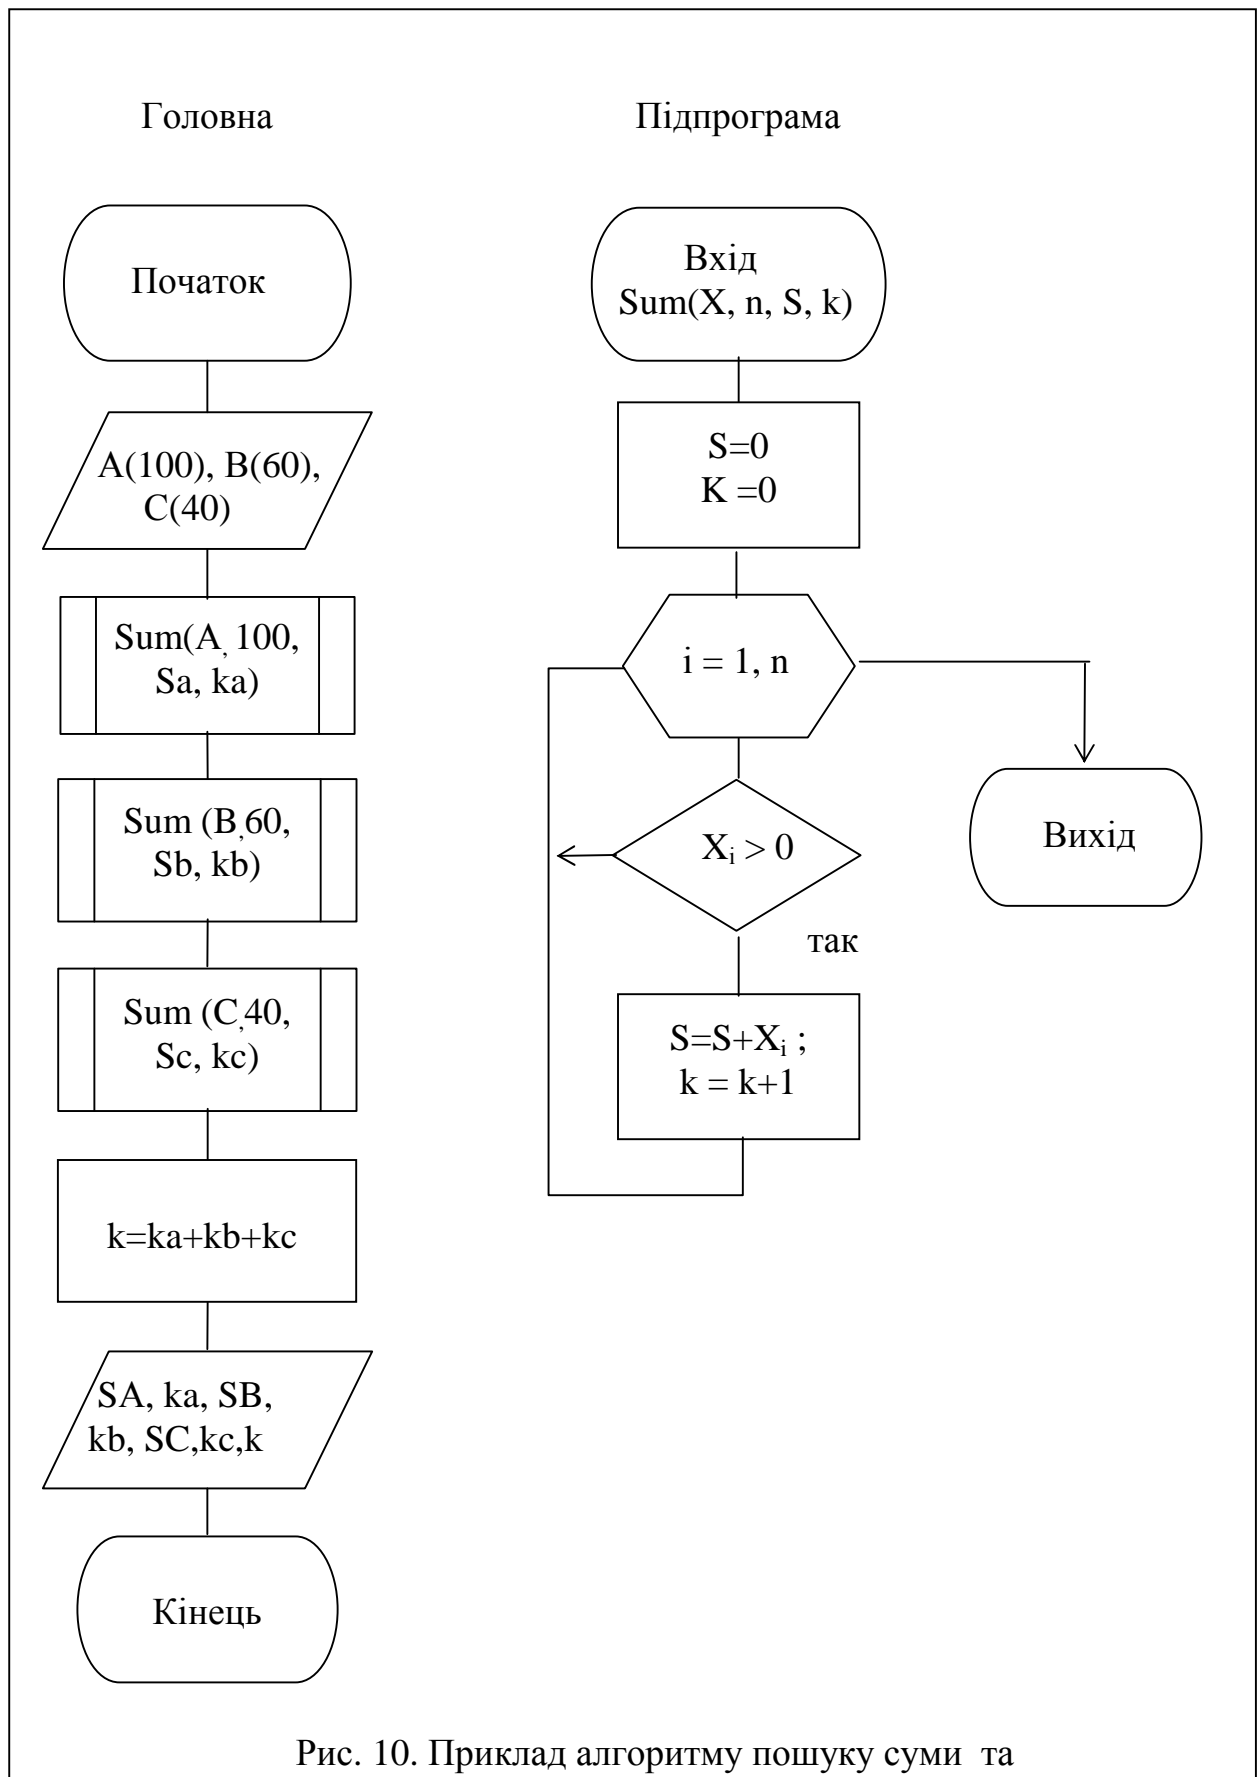 Головна
Підпрограма
Початок
A(100), B(60),
C(40)
Sum(A, 100,
Sa, ka)
Sum (B,60,
Sb, kb)
Sum (C,40,
Sc, kc)
k=ka+kb+kc
SA, ka, SB,
kb, SC,kc,k
Кінець
Вхід
Sum(X, n, S, k)
S=0
K =0
i = 1, n
Xi > 0
так
S=S+Xi ;
k = k+1
Вихід
Рис. 10. Приклад алгоритму пошуку суми та